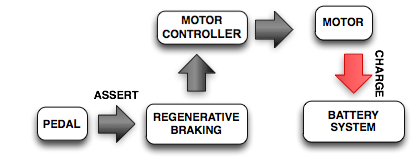 MOTOR
CONTROLLER
MOTOR
CHARGE
ASSERT
PEDAL
REGENERATIVE
BRAKING
BATTERY
SYSTEM